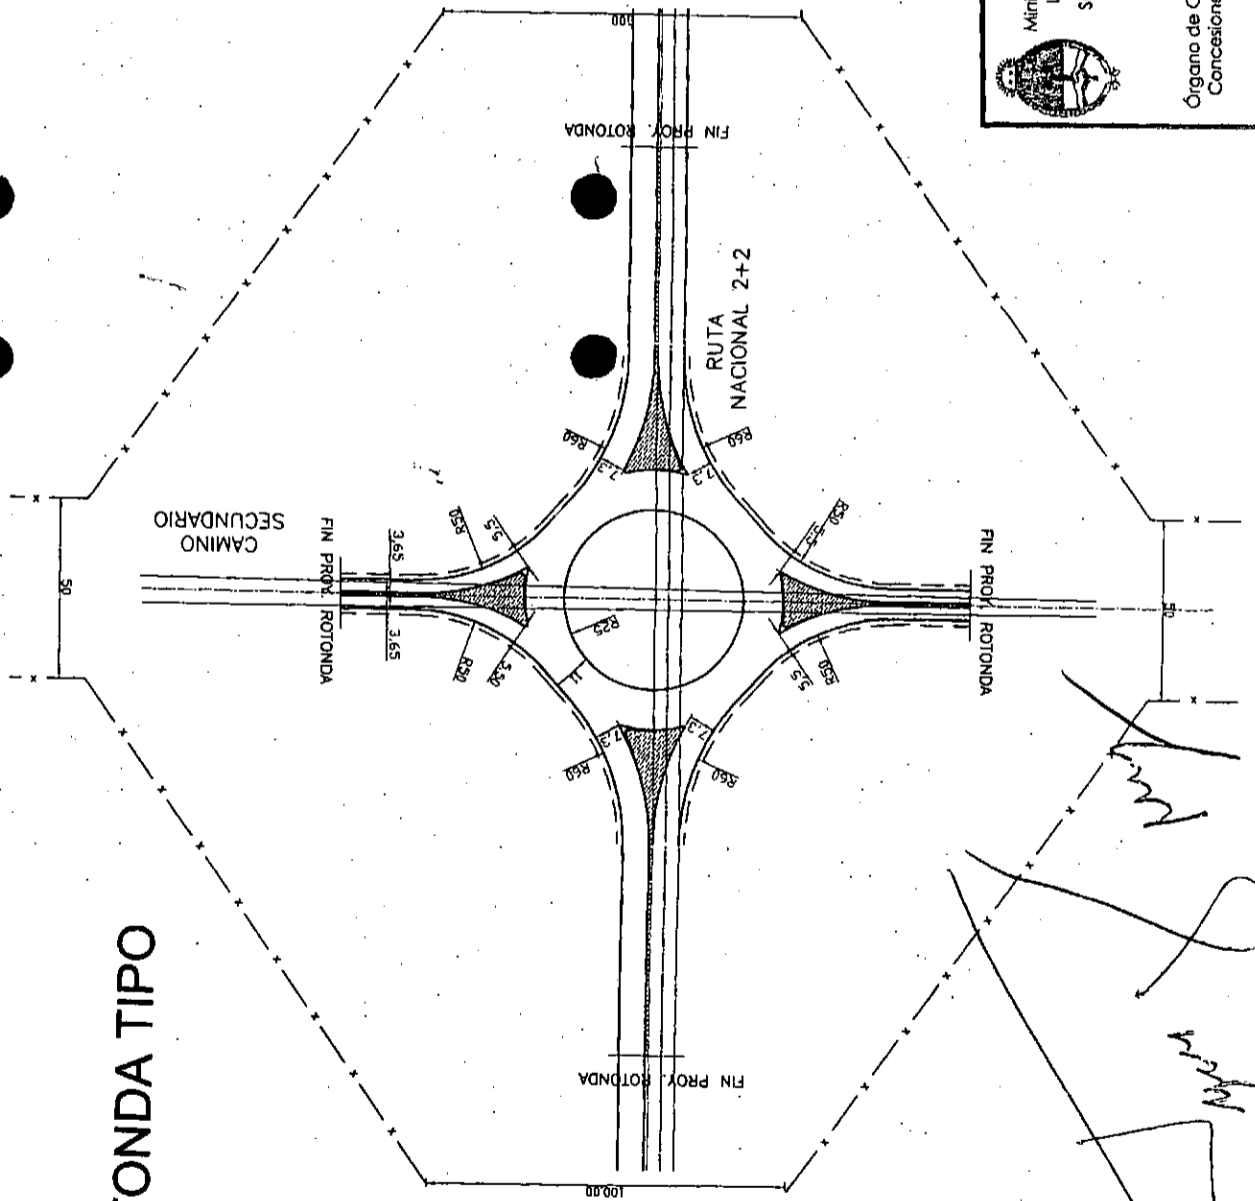 TONDA TIPO
50
CAMINO
SECUNDARIO
FIN PROY. ROTONDA
3,65
3,65
R50
5,5
R50
5,50
11
R25
R60
7,3
R60
7,3
R60
7,3
R60
7,3
R50
5,5
R50
5,5
RUTA
NACIONAL 2+2
FIN PROY. ROTONDA
FIN PROY. ROTONDA
FIN PROY. ROTONDA
50
100,00
Órgano de C
Concesione
Mini
S